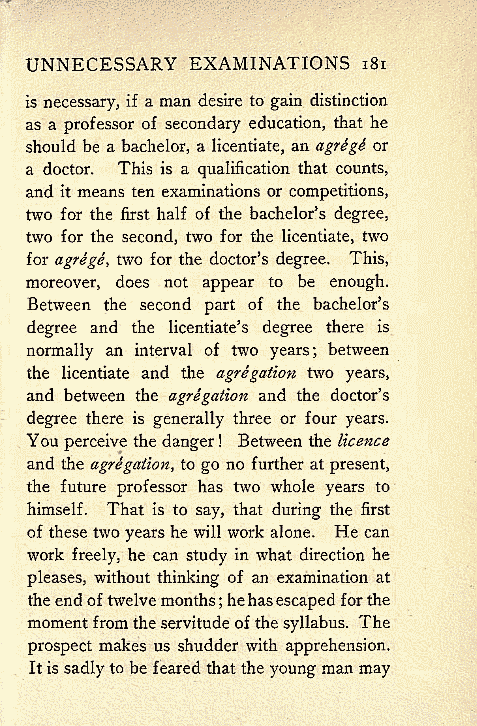 UNNECESSARY EXAMINATIONS 181
is necessary, if a man desire to gain distinction
as a professor of secondary education, that he
should be a bachelor, a licentiate, an agrégé or
a doctor. This is a qualification that counts,
and it means ten examinations or competitions,
two for the first half of the bachelor's degree,
two for the second, two for the licentiate, two
for agrégé, two for the doctor's degree. This,
moreover, does not appear to be enough.
Between the second part of the bachelor's
degree and the licentiate's degree there is
normally an interval of two years; between
the licentiate and the agrégation two years,
and between the agrégation and the doctor's
degree there is generally three or four years.
You perceive the danger! Between the licence
and the agrégation, to go no further at present,
the future professor has two whole years to
himself. That is to say, that during the first
of these two years he will work alone. He can
work freely, he can study in what direction he
pleases, without thinking of an examination at
the end of twelve months; he has escaped for the
moment from the servitude of the syllabus. The
prospect makes us shudder with apprehension.
It is sadly to be feared that the young man may